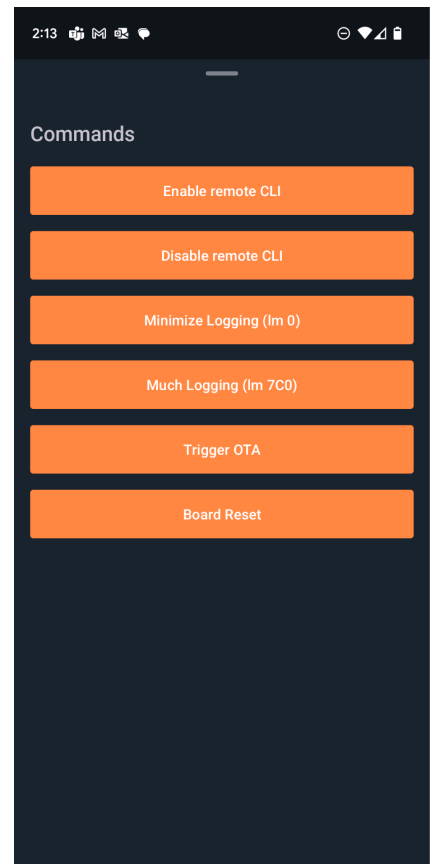 2:13
Commands
Enable remote CLI
Disable remote CLI
Minimize Logging (lm 0)
Much Logging (lm 7C0)
Trigger OTA
Board Reset